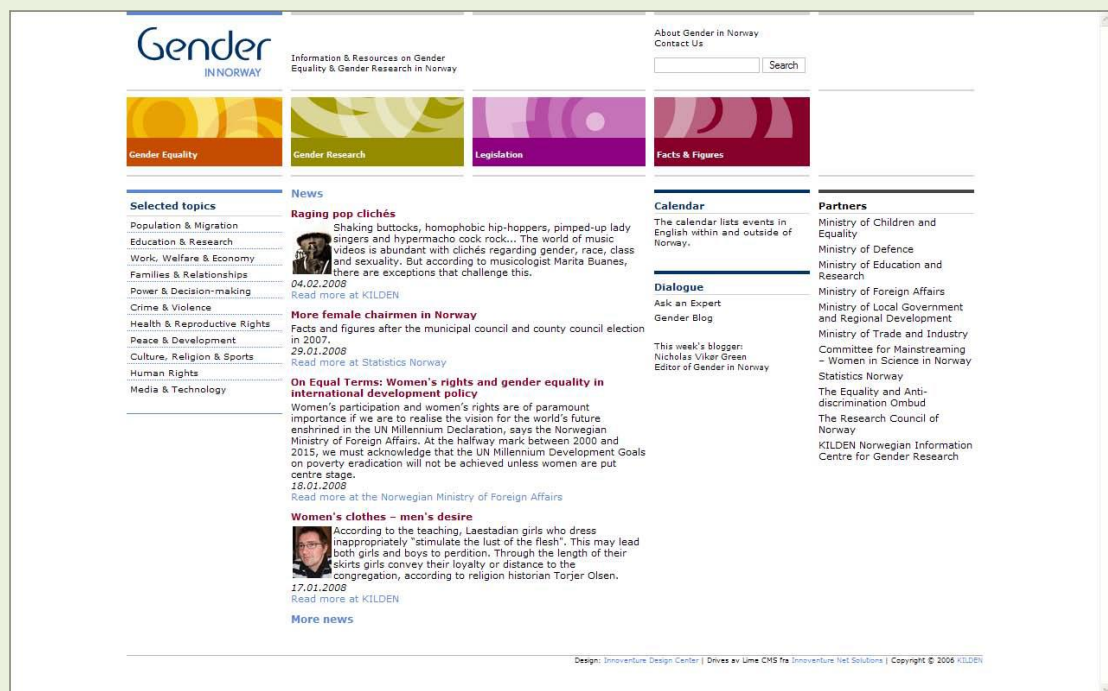 Gender
IN NORWAY
Information & Resources on Gender
Equality & Gender Research in Norway
About Gender in Norway
Contact Us
Search
Gender Equality
Gender Research
Legislation
Facts & Figures
Selected topics
Population & Migration
Education & Research
Work, Welfare & Economy
Families & Relationships
Power & Decision-making
Crime & Violence
Health & Reproductive Rights
Peace & Development
Culture, Religion & Sports
Human Rights
Media & Technology
News
Raging pop clichés
Shaking buttocks, homophobic hip-hoppers, pimped-up lady
singers and hypermacho cock rock... The world of music
videos is abundant with clichés regarding gender, race, class
and sexuality. But according to musicologist Marita Buanes,
there are exceptions that challenge this.
04.02.2008
Read more at KILDEN
More female chairmen in Norway
Facts and figures after the municipal council and county council election
in 2007.
29.01.2008
Read more at Statistics Norway
On Equal Terms: Women's rights and gender equality in
international development policy
Women's participation and women's rights are of paramount
importance if we are to realise the vision for the world's future
enshrined in the UN Millennium Declaration, says the Norwegian
Ministry of Foreign Affairs. At the halfway mark between 2000 and
2015, we must acknowledge that the UN Millennium Development Goals
on poverty eradication will not be achieved unless women are put
centre stage.
18.01.2008
Read more at the Norwegian Ministry of Foreign Affairs
Women's clothes – men's desire
According to the teaching, Laestadian girls who dress
inappropriately "stimulate the lust of the flesh". This may lead
both girls and boys to perdition. Through the length of their
skirts girls convey their loyalty or distance to the
congregation, according to religion historian Torjer Olsen.
17.01.2008
Read more at KILDEN
More news
Calendar
The calendar lists events in
English within and outside of
Norway.
Dialogue
Ask an Expert
Gender Blog
This week's blogger:
Nicholas Vikør Green
Editor of Gender in Norway
Partners
Ministry of Children and
Equality
Ministry of Defence
Ministry of Education and
Research
Ministry of Foreign Affairs
Ministry of Local Government
and Regional Development
Ministry of Trade and Industry
Committee for Mainstreaming
– Women in Science in Norway
Statistics Norway
The Equality and Anti-
discrimination Ombud
The Research Council of
Norway
KILDEN Norwegian Information
Centre for Gender Research
Design: Innoventure Design Center | Drives av Lime CMS fra Innoventure Net Solutions | Copyright © 2006 KILDEN